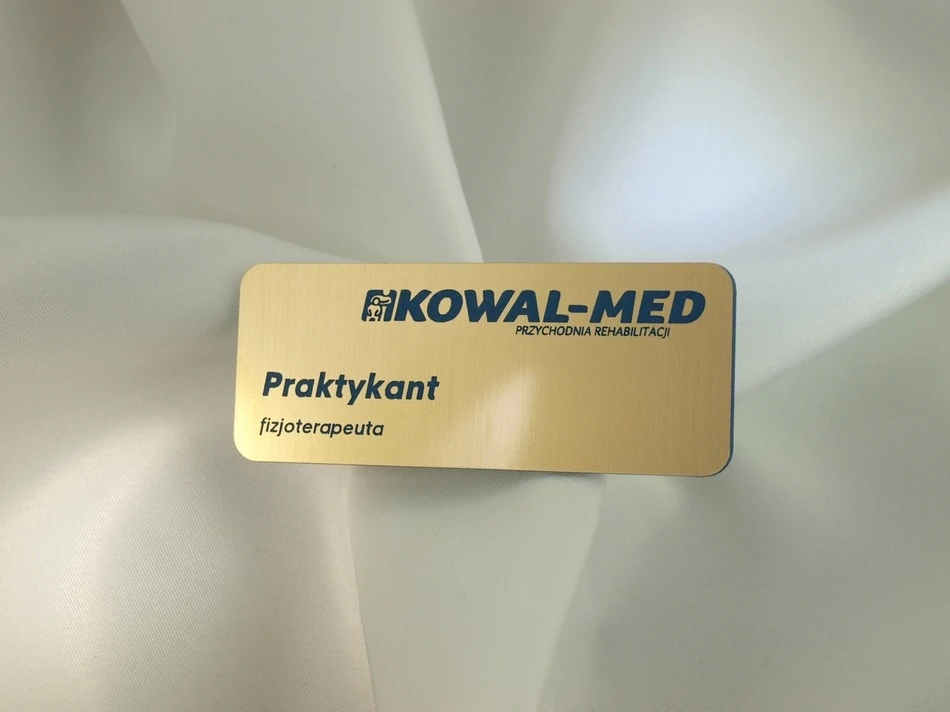 KOWAL-MED
PRZYCHODNIA REHABILITACJI
Praktykant
fizjoterapeuta